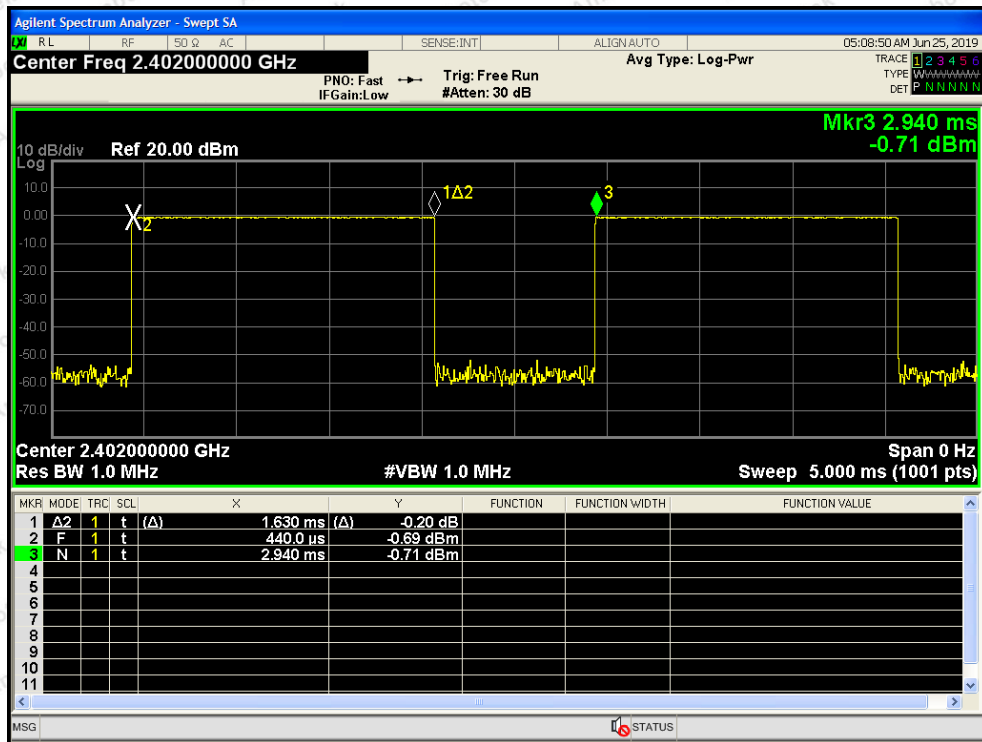 Agilent Spectrum Analyzer - Swept SA
LXI RL RF 50 Ω AC SENSE:INT ALIGNAUTO 05:08:50 AM Jun 25, 2019
Center Freq 2.402000000 GHz
PNO: Fast
IFGain:Low
Trig: Free Run
#Atten: 30 dB
Avg Type: Log-Pwr
TRACE 1 2 3 4 5 6
TYPE WWWWWW
DET P N N N N N
Mkr3 2.940 ms
-0.71 dBm
10 dB/div Ref 20.00 dBm
Log
10.0
0.00
-10.0
-20.0
-30.0
-40.0
-50.0
-60.0
-70.0
2
1Δ2
3
Center 2.402000000 GHz Span 0 Hz
Res BW 1.0 MHz #VBW 1.0 MHz Sweep 5.000 ms (1001 pts)
MKR MODE TRC SCL X Y FUNCTION FUNCTION WIDTH FUNCTION VALUE
1 Δ2 1 t (Δ) 1.630 ms (Δ) -0.20 dB
2 F 1 t 440.0 µs -0.69 dBm
3 N 1 t 2.940 ms -0.71 dBm
4
5
6
7
8
9
10
11
MSG STATUS